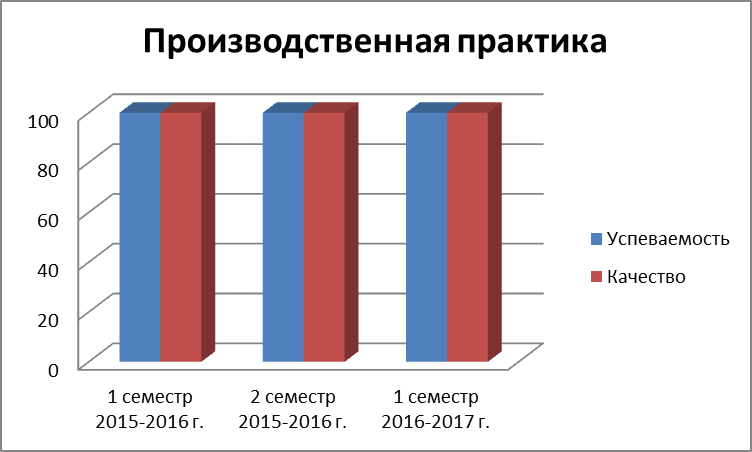 Производственная практика
100
80
60
40
20
0
1 семестр
2015-2016 г.
2 семестр
2015-2016 г.
1 семестр
2016-2017 г.
Успеваемость
Качество